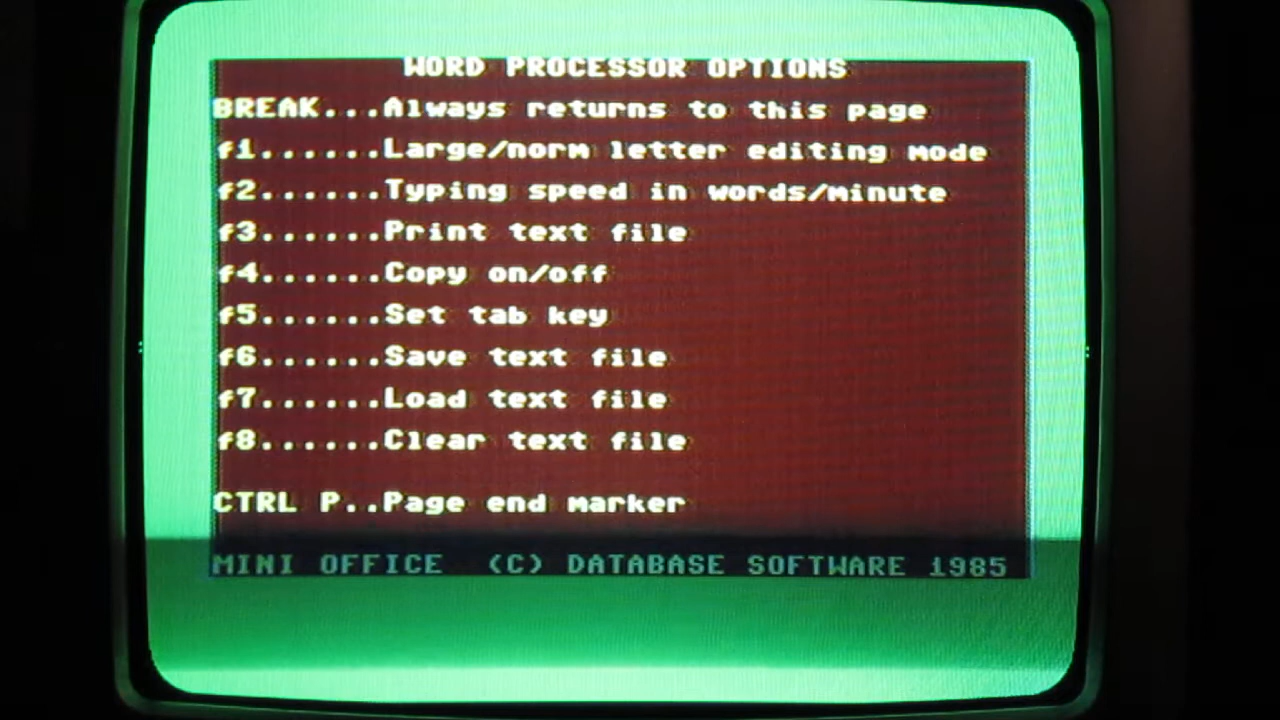 WORD PROCESSOR OPTIONS
BREAK...Always returns to this page
f1......Large/norm letter editing mode
f2......Typing speed in words/minute
f3......Print text file
f4......Copy on/off
f5......Set tab key
f6......Save text file
f7......Load text file
f8......Clear text file
CTRL P..Page end marker
MINI OFFICE (C) DATABASE SOFTWARE 1985